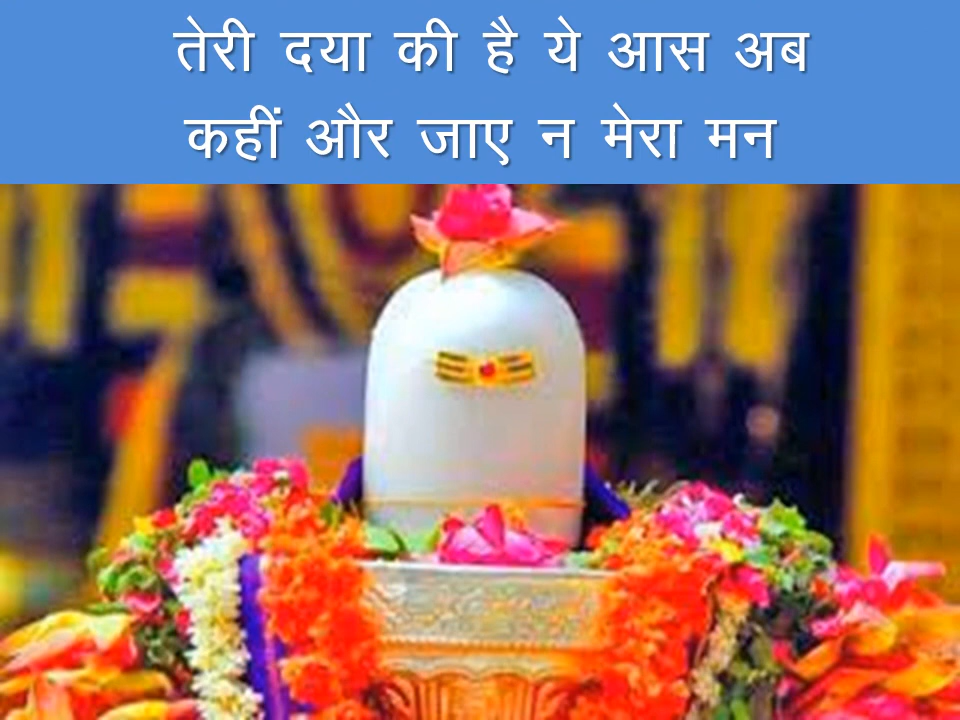 तेरी दया की है ये आस अब
कहीं और जाए न मेरा मन